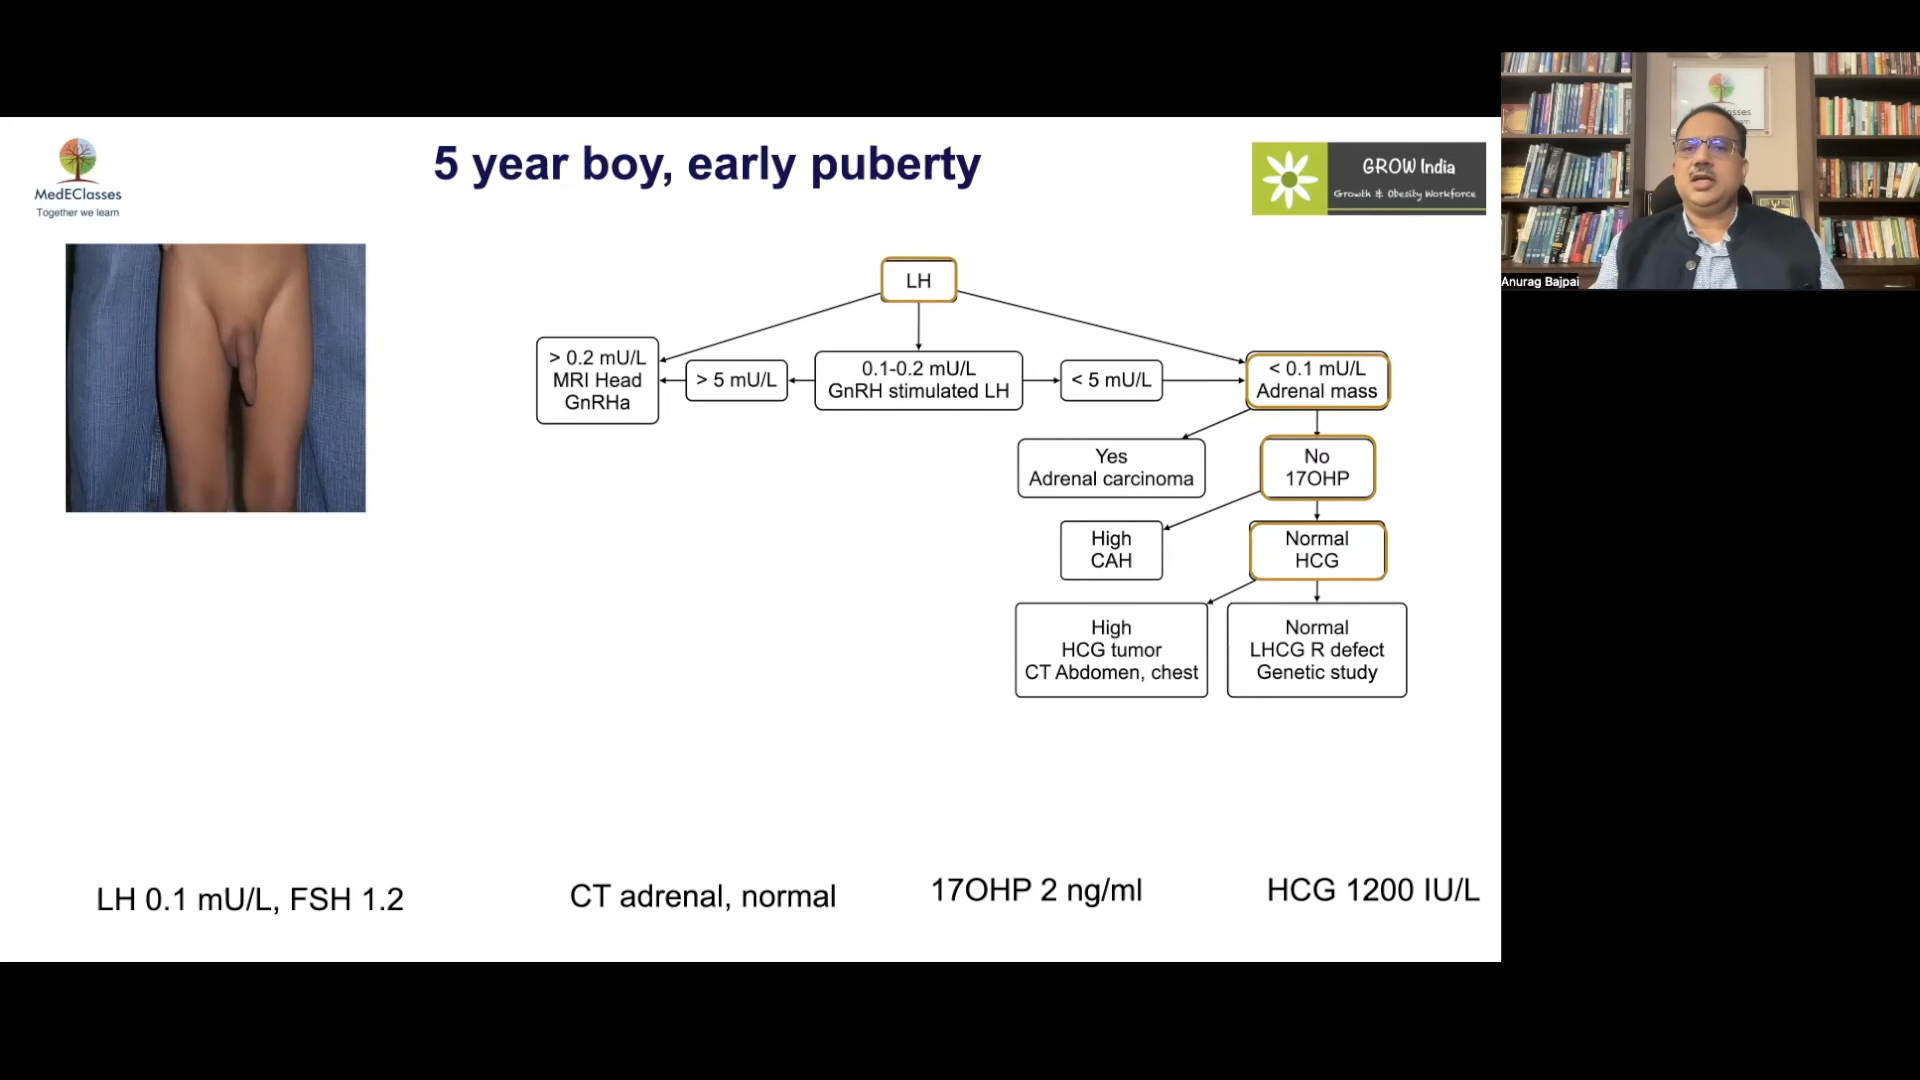 MedEClasses
Together we learn
5 year boy, early puberty
GROW India
Growth & Obesity Workforce
LH
> 0.2 mU/L
MRI Head
GnRHa
> 5 mU/L
0.1-0.2 mU/L
GnRH stimulated LH
< 5 mU/L
< 0.1 mU/L
Adrenal mass
Yes
Adrenal carcinoma
No
17OHP
High
CAH
Normal
HCG
High
HCG tumor
CT Abdomen, chest
Normal
LHCG R defect
Genetic study
LH 0.1 mU/L, FSH 1.2
CT adrenal, normal
17OHP 2 ng/ml
HCG 1200 IU/L
Anurag Bajpai